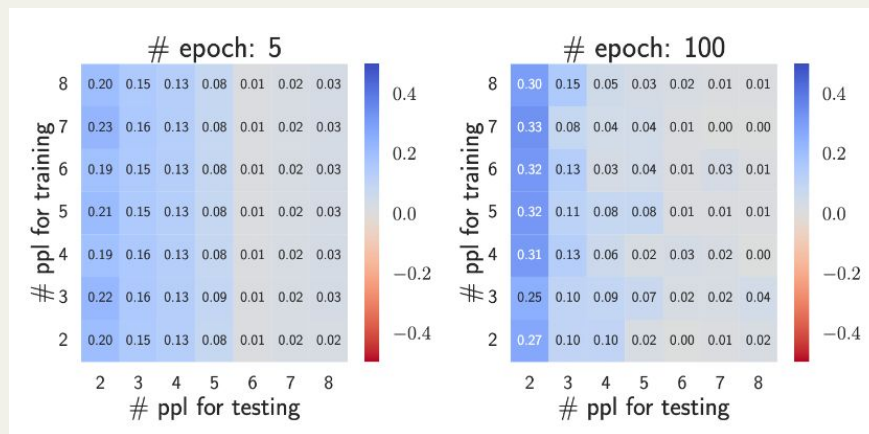 # epoch: 5
# ppl for training
8 0.20 0.15 0.13 0.08 0.01 0.02 0.03
7 0.23 0.16 0.13 0.08 0.01 0.02 0.03
6 0.19 0.15 0.13 0.08 0.01 0.02 0.03
5 0.21 0.15 0.13 0.08 0.01 0.02 0.03
4 0.19 0.16 0.13 0.08 0.01 0.02 0.03
3 0.22 0.16 0.13 0.09 0.01 0.02 0.03
2 0.20 0.15 0.13 0.08 0.01 0.02 0.02
2 3 4 5 6 7 8
# ppl for testing
0.4
0.2
0.0
−0.2
−0.4
# epoch: 100
# ppl for training
8 0.30 0.15 0.05 0.03 0.02 0.01 0.01
7 0.33 0.08 0.04 0.04 0.01 0.00 0.00
6 0.32 0.13 0.03 0.04 0.01 0.03 0.01
5 0.32 0.11 0.08 0.08 0.01 0.01 0.01
4 0.31 0.13 0.06 0.02 0.03 0.02 0.00
3 0.25 0.10 0.09 0.07 0.02 0.02 0.04
2 0.27 0.10 0.10 0.02 0.00 0.01 0.02
2 3 4 5 6 7 8
# ppl for testing
0.4
0.2
0.0
−0.2
−0.4